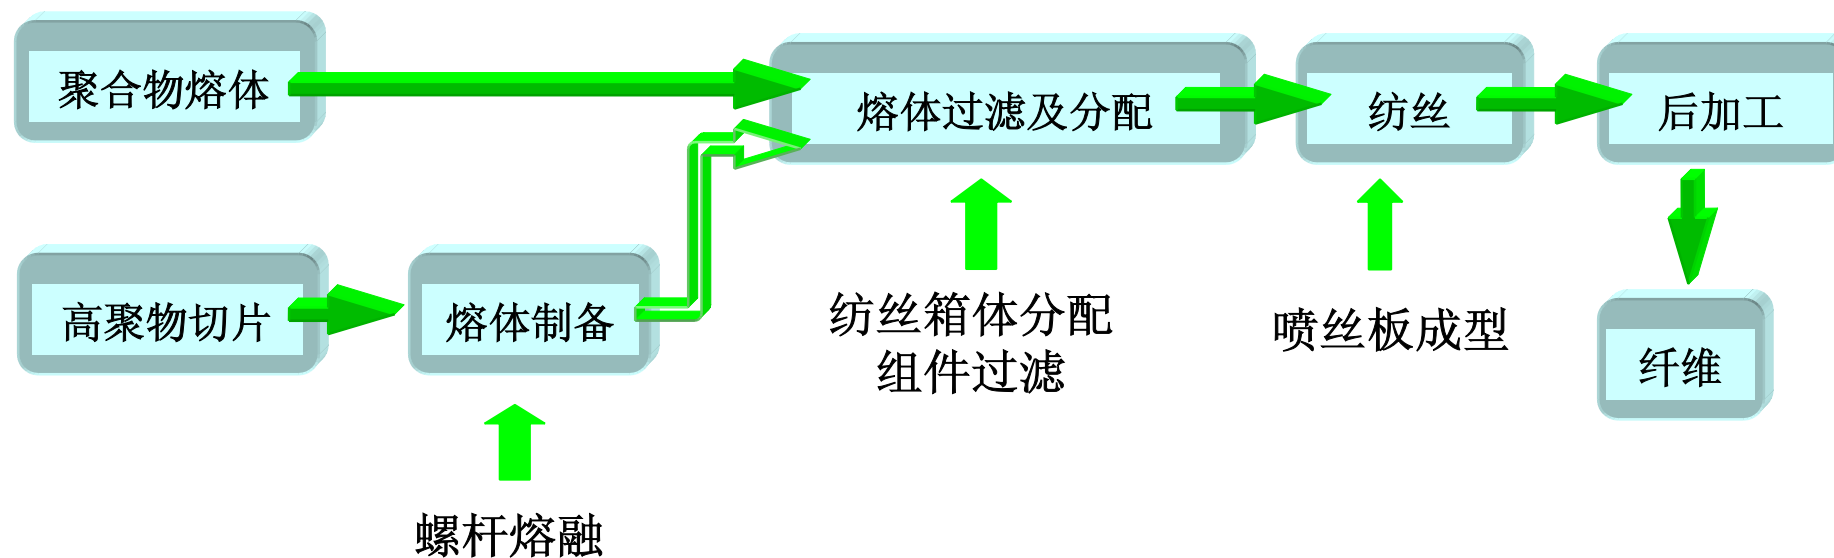 聚合物熔体
熔体过滤及分配
纺丝
后加工
高聚物切片
熔体制备
纺丝箱体分配
组件过滤
喷丝板成型
纤维
螺杆熔融